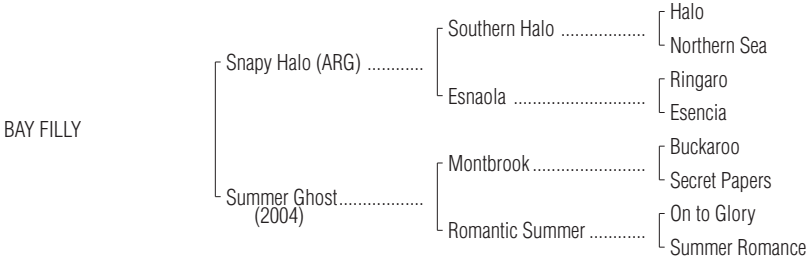 Halo
Southern Halo ..................
Northern Sea
Snapy Halo (ARG) ............
Ringaro
Esnaola ............................
Esencia
BAY FILLY
Buckaroo
Montbrook ........................
Secret Papers
Summer Ghost..................
(2004)
On to Glory
Romantic Summer ............
Summer Romance